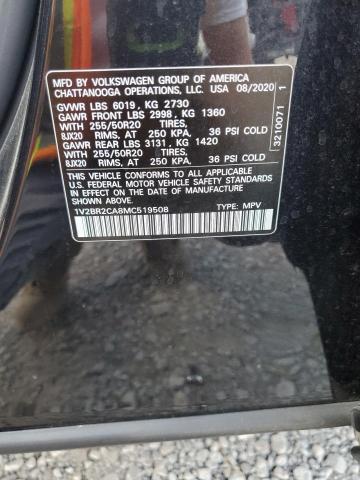 MFD BY VOLKSWAGEN GROUP OF AMERICA
CHATTANOOGA OPERATIONS, LLC. USA 08/2020
GVWR LBS 6019, KG 2730
GAWR FRONT LBS 2998, KG 1360
WITH 255/50R20 TIRES,
8JX20 RIMS, AT 250 KPA, 36 PSI COLD
GAWR REAR LBS 3131, KG 1420
WITH 255/50R20 TIRES,
8JX20 RIMS, AT 250 KPA, 36 PSI COLD
THIS VEHICLE CONFORMS TO ALL APPLICABLE
U.S. FEDERAL MOTOR VEHICLE SAFETY STANDARDS
IN EFFECT ON THE DATE OF MANUFACTURE
SHOWN ABOVE.
1V2BR2CA8MC519508 TYPE: MPV
3210071 1